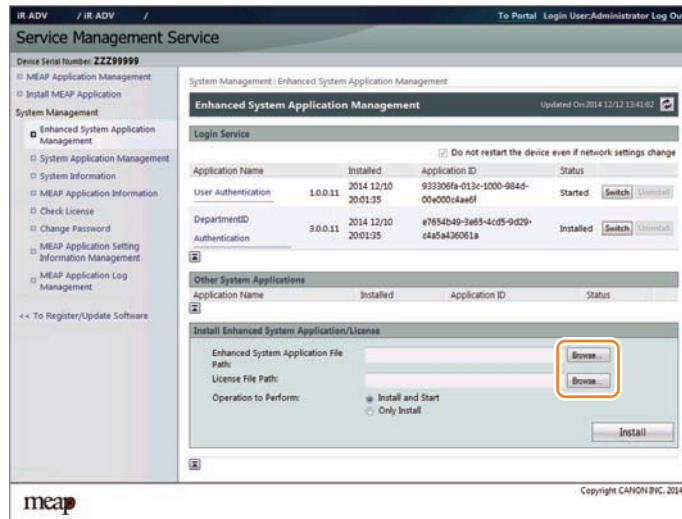 iR-ADV / iR-ADV /
To Portal Login User:Administrator Log Ou
Service Management Service
Device Serial Number: ZZZ99999
MEAP Application Management
Install MEAP Application
System Management
Enhanced System Application
Management
System Application Management
System Information
MEAP Application Information
Check License
Change Password
MEAP Application Setting
Information Management
MEAP Application Log
Management
<< To Register/Update Software
System Management : Enhanced System Application Management
Enhanced System Application Management
Updated On:2014 12/12 13:41:02
Login Service
Do not restart the device even if network settings change
Application Name Installed Application ID Status
User Authentication 1.0.0.11 2014 12/10 20:01:35 933306fa-013c-1000-984d-00e000c4ae6f Started Switch Uninstall
DepartmentID Authentication 3.0.0.11 2014 12/10 20:01:35 e7654b49-3e65-4cd5-9d29-c4a5a436061a Installed Switch Uninstall
Other System Applications
Application Name Installed Application ID Status
Install Enhanced System Application/License
Enhanced System Application File
Path:
Browse...
License File Path:
Browse...
Operation to Perform:
Install and Start
Only Install
Install
Copyright CANON INC. 2014
meap